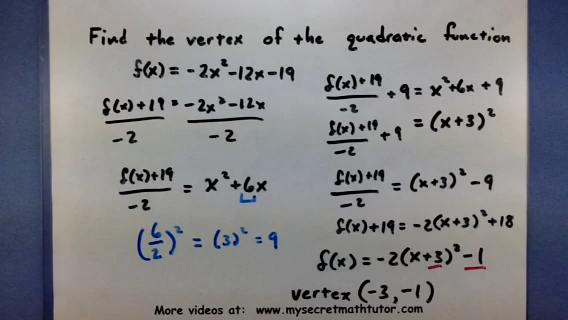 Find the vertex of the quadratic function
f(x) = -2x²-12x-19
f(x)+19 = -2x²-12x
-2 -2
f(x)+19
-2 = x²+6x
(6/2)² = (3)² = 9
f(x)+19
-2 +9 = x²+6x+9
f(x)+19
-2 +9 = (x+3)²
f(x)+19
-2 = (x+3)²-9
f(x)+19 = -2(x+3)²+18
f(x) = -2(x+3)²-1
vertex (-3,-1)
More videos at: www.mysecretmathtutor.com